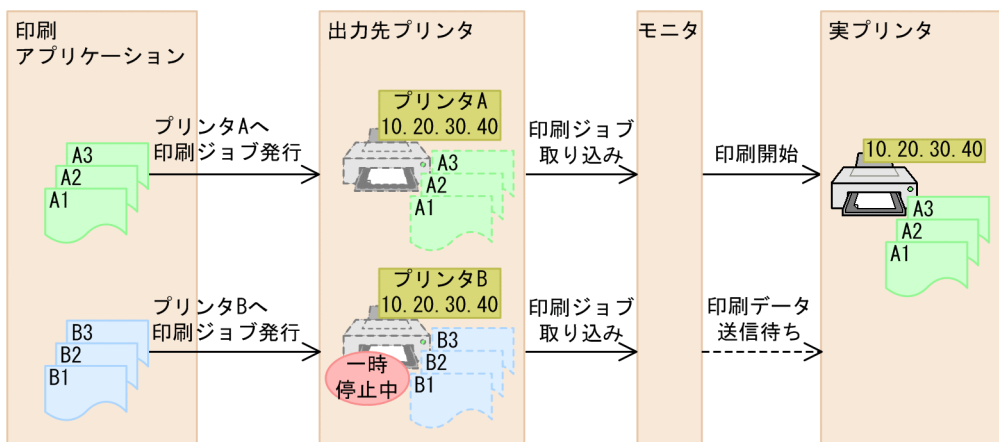 印刷
アプリケーション
出力先プリンタ
モニタ
実プリンタ
プリンタAへ
印刷ジョブ発行
プリンタA
10.20.30.40
印刷ジョブ
取り込み
印刷開始
10.20.30.40
A3
A2
A1
A3
A2
A1
A3
A2
A1
プリンタBへ
印刷ジョブ発行
プリンタB
10.20.30.40
印刷ジョブ
取り込み
印刷データ
送信待ち
B3
B2
B1
一時
停止中
B3
B2
B1